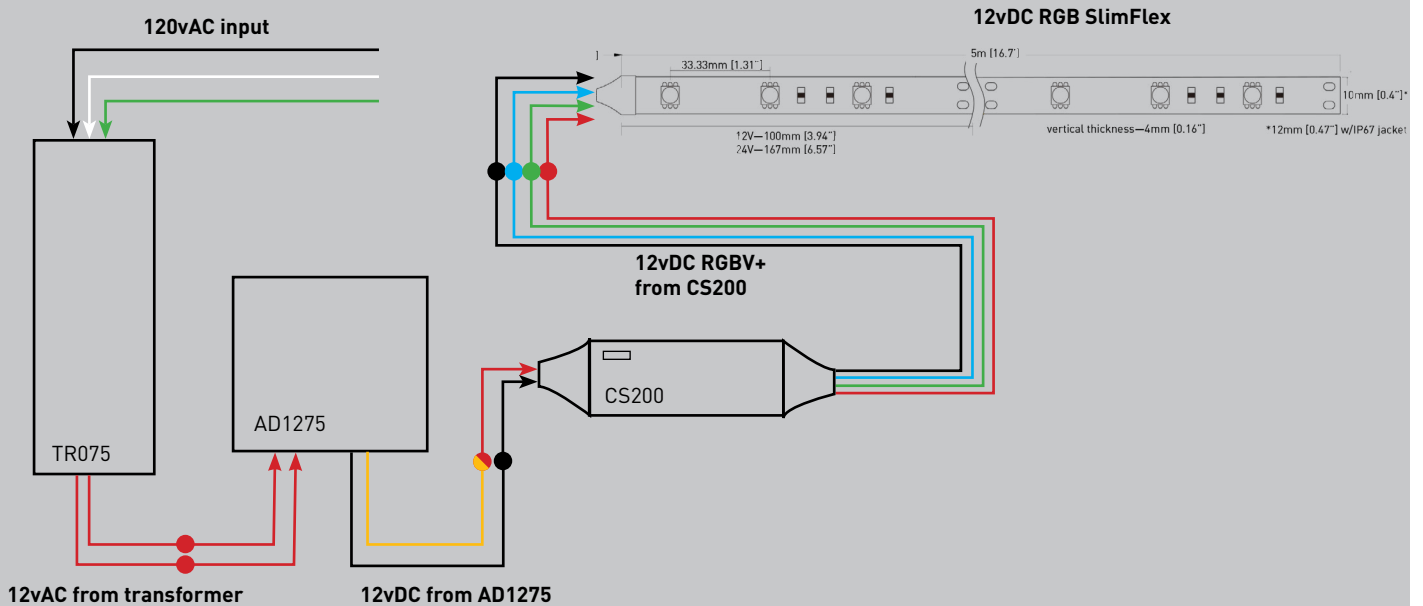 12vDC RGB SlimFlex
120vAC input
5m [16.7']
33.33mm [1.31"]
10mm [0.4"]*
12V—100mm [3.94"]
24V—167mm [6.57"]
vertical thickness—4mm [0.16"]
*12mm [0.47"] w/IP67 jacket
12vDC RGBV+
from CS200
CS200
AD1275
TR075
12vAC from transformer
12vDC from AD1275